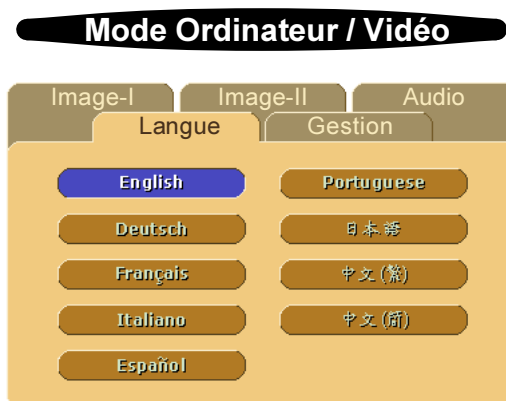 Mode Ordinateur / Vidéo
Image-I Image-II Audio
Langue Gestion
English Portuguese
Deutsch 日本語
Français 中文(繁)
Italiano 中文(简)
Español